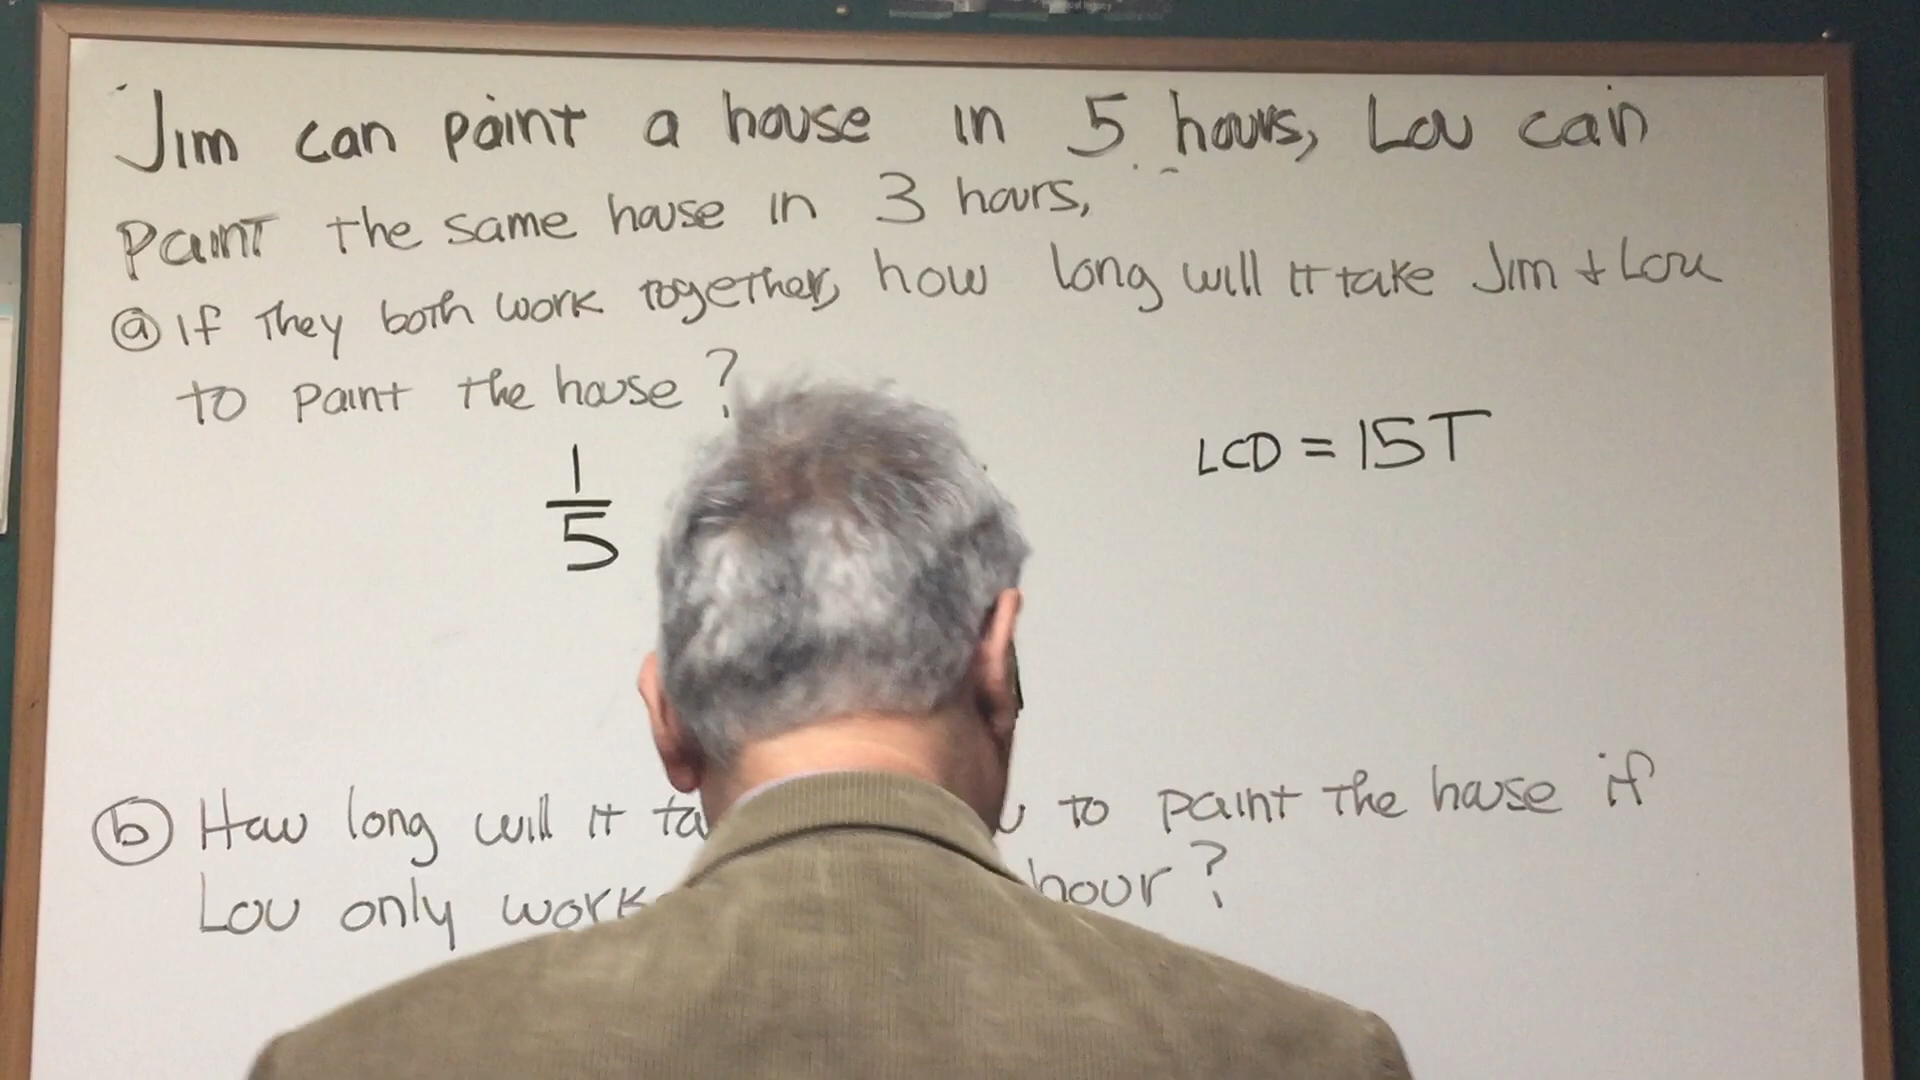 Jim can paint a house in 5 hours, Lou can
paint the same house in 3 hours,
(a) If They both work together, how long will it take Jim + Lou
to paint the house?
1
5
LCD = 15T
(b) How long will it to paint the house if
Lou only hour?